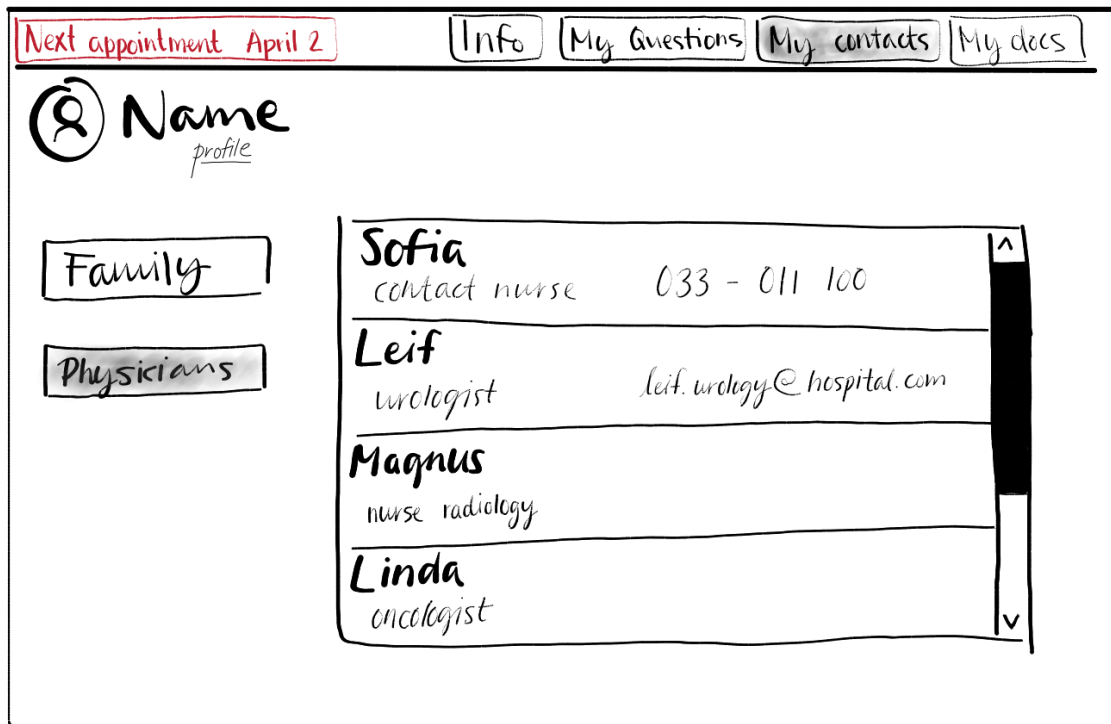 Next appointment April 2
Info
My Questions
My contacts
My docs
Name
profile
Family
Physicians
Sofia
contact nurse 033 - 011 100
Leif
urologist leif.urology@hospital.com
Magnus
nurse radiology
Linda
oncologist